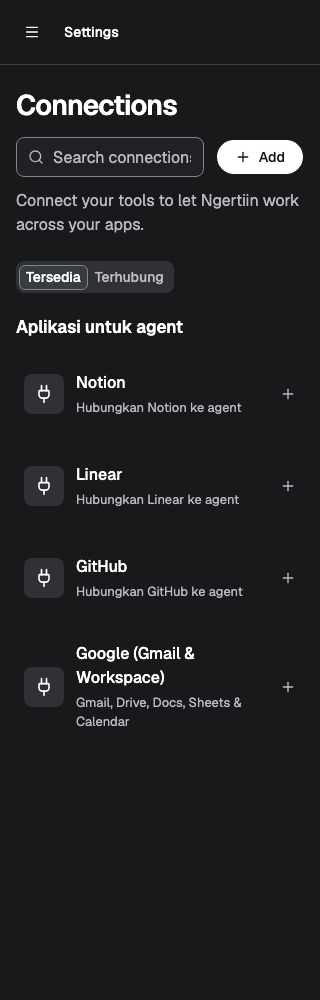 Settings
Connections
Search connection
Add
Connect your tools to let Ngertiin work
across your apps.
Tersedia
Terhubung
Aplikasi untuk agent
Notion
Hubungkan Notion ke agent
Linear
Hubungkan Linear ke agent
GitHub
Hubungkan GitHub ke agent
Google (Gmail &
Workspace)
Gmail, Drive, Docs, Sheets &
Calendar